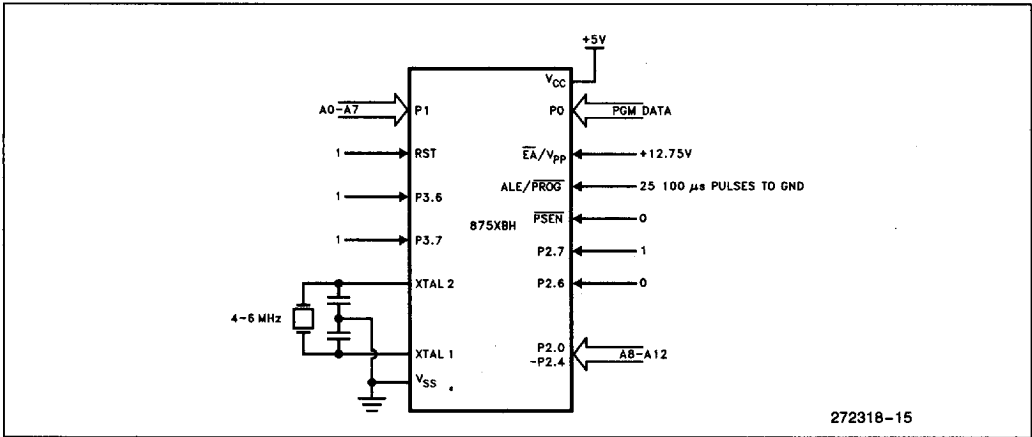 +5V
VCC
A0-A7
P1
P0
PGM DATA
1
RST
EA/VPP
+12.75V
ALE/PROG
25 100 μs PULSES TO GND
1
P3.6
PSEN
0
875XBH
1
P3.7
P2.7
1
XTAL 2
P2.6
0
4-6 MHz
XTAL 1
P2.0
-P2.4
A8-A12
VSS
272318-15